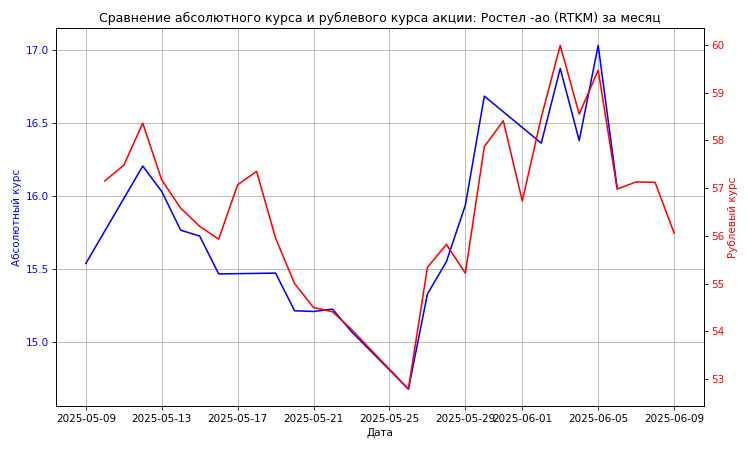 Сравнение абсолютного курса и рублевого курса акции: Ростел -ао (RTKM) за месяц
Абсолютный курс
17.0
16.5
16.0
15.5
15.0
60
59
58
57
56
55
54
53
Рублевый курс
2025-05-09 2025-05-13 2025-05-17 2025-05-21 2025-05-25 2025-05-29 2025-06-01 2025-06-05 2025-06-09
Дата